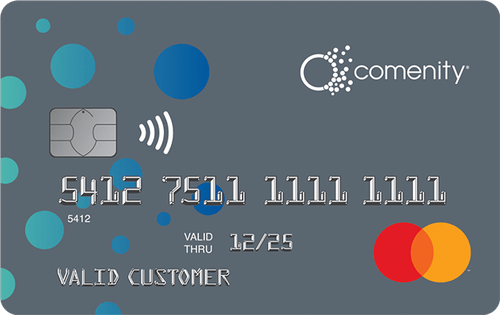 comenity®
5412 7511 1111 1111
5412
VALID
THRU 12/25
VALID CUSTOMER